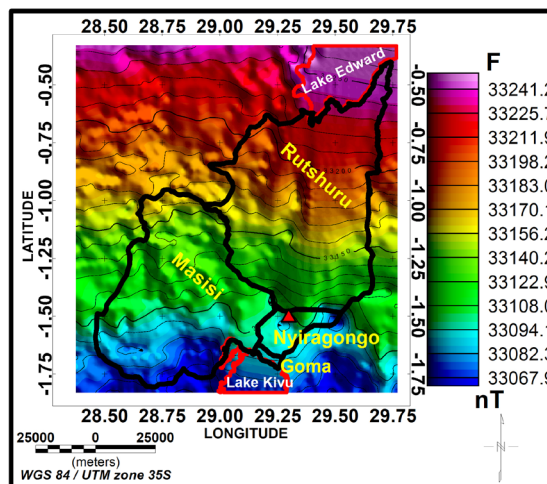 28.50 28.75 29.00 29.25 29.50 29.75
F
-0.50 -0.75 -1.00 -1.25 -1.50 -1.75
LATITUDE
Lake Edward
Rutshuru
33200
Masisi
33150
Nyiragongo
Goma
Lake Kivu
-0.50 -0.75 -1.00 -1.25 -1.50 -1.75
33241.2
33225.
33211.9
33198.2
33183.0
33170.1
33156.2
33140.2
33122.9
33108.0
33094.
33082.3
33067.9
nT
28.50 28.75 29.00 29.25 29.50 29.75
LONGITUDE
25000 0 25000
(meters)
WGS 84 / UTM zone 35S
N